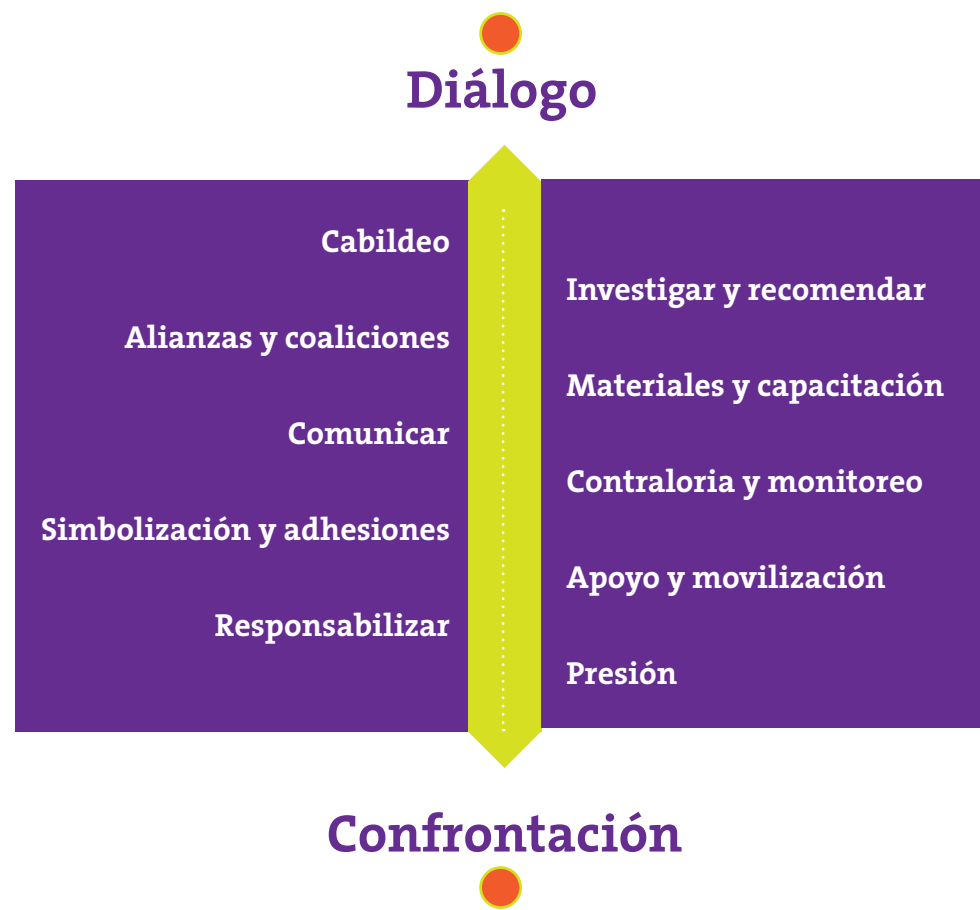 Diálogo
Cabildeo
Investigar y recomendar
Alianzas y coaliciones
Materiales y capacitación
Comunicar
Contraloria y monitoreo
Simbolización y adhesiones
Apoyo y movilización
Responsabilizar
Presión
Confrontación